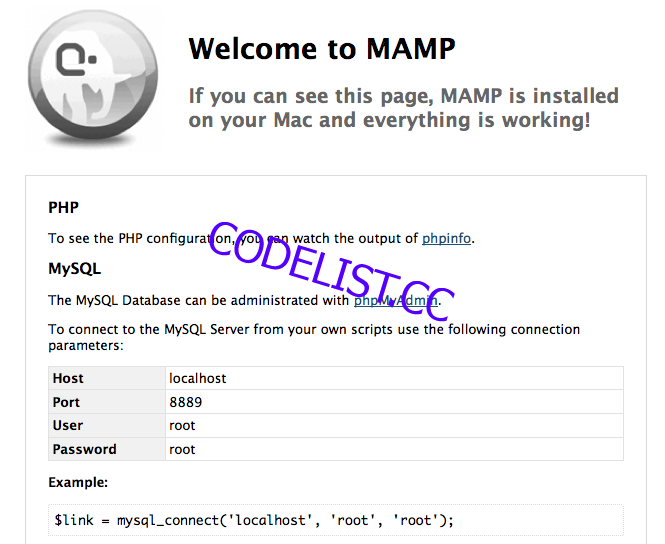 Welcome to MAMP
If you can see this page, MAMP is installed
on your Mac and everything is working!
PHP
To see the PHP configuration, you can watch the output of phpinfo.
CODELIST.CC
MySQL
The MySQL Database can be administrated with phpMyAdmin.
To connect to the MySQL Server from your own scripts use the following connection
parameters:
Host localhost
Port 8889
User root
Password root
Example:
$link = mysql_connect('localhost', 'root', 'root');